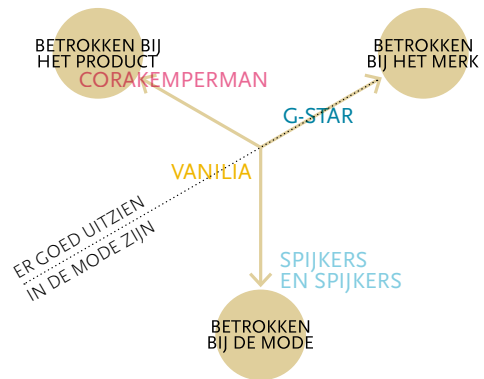 BETROKKEN BIJ
HET PRODUCT
BETROKKEN
BIJ HET MERK
CORAKEMPERMAN
G-STAR
VANILIA
ER GOED UITZIEN
IN DE MODE ZIJN
SPIJKERS
EN SPIJKERS
BETROKKEN
BIJ DE MODE